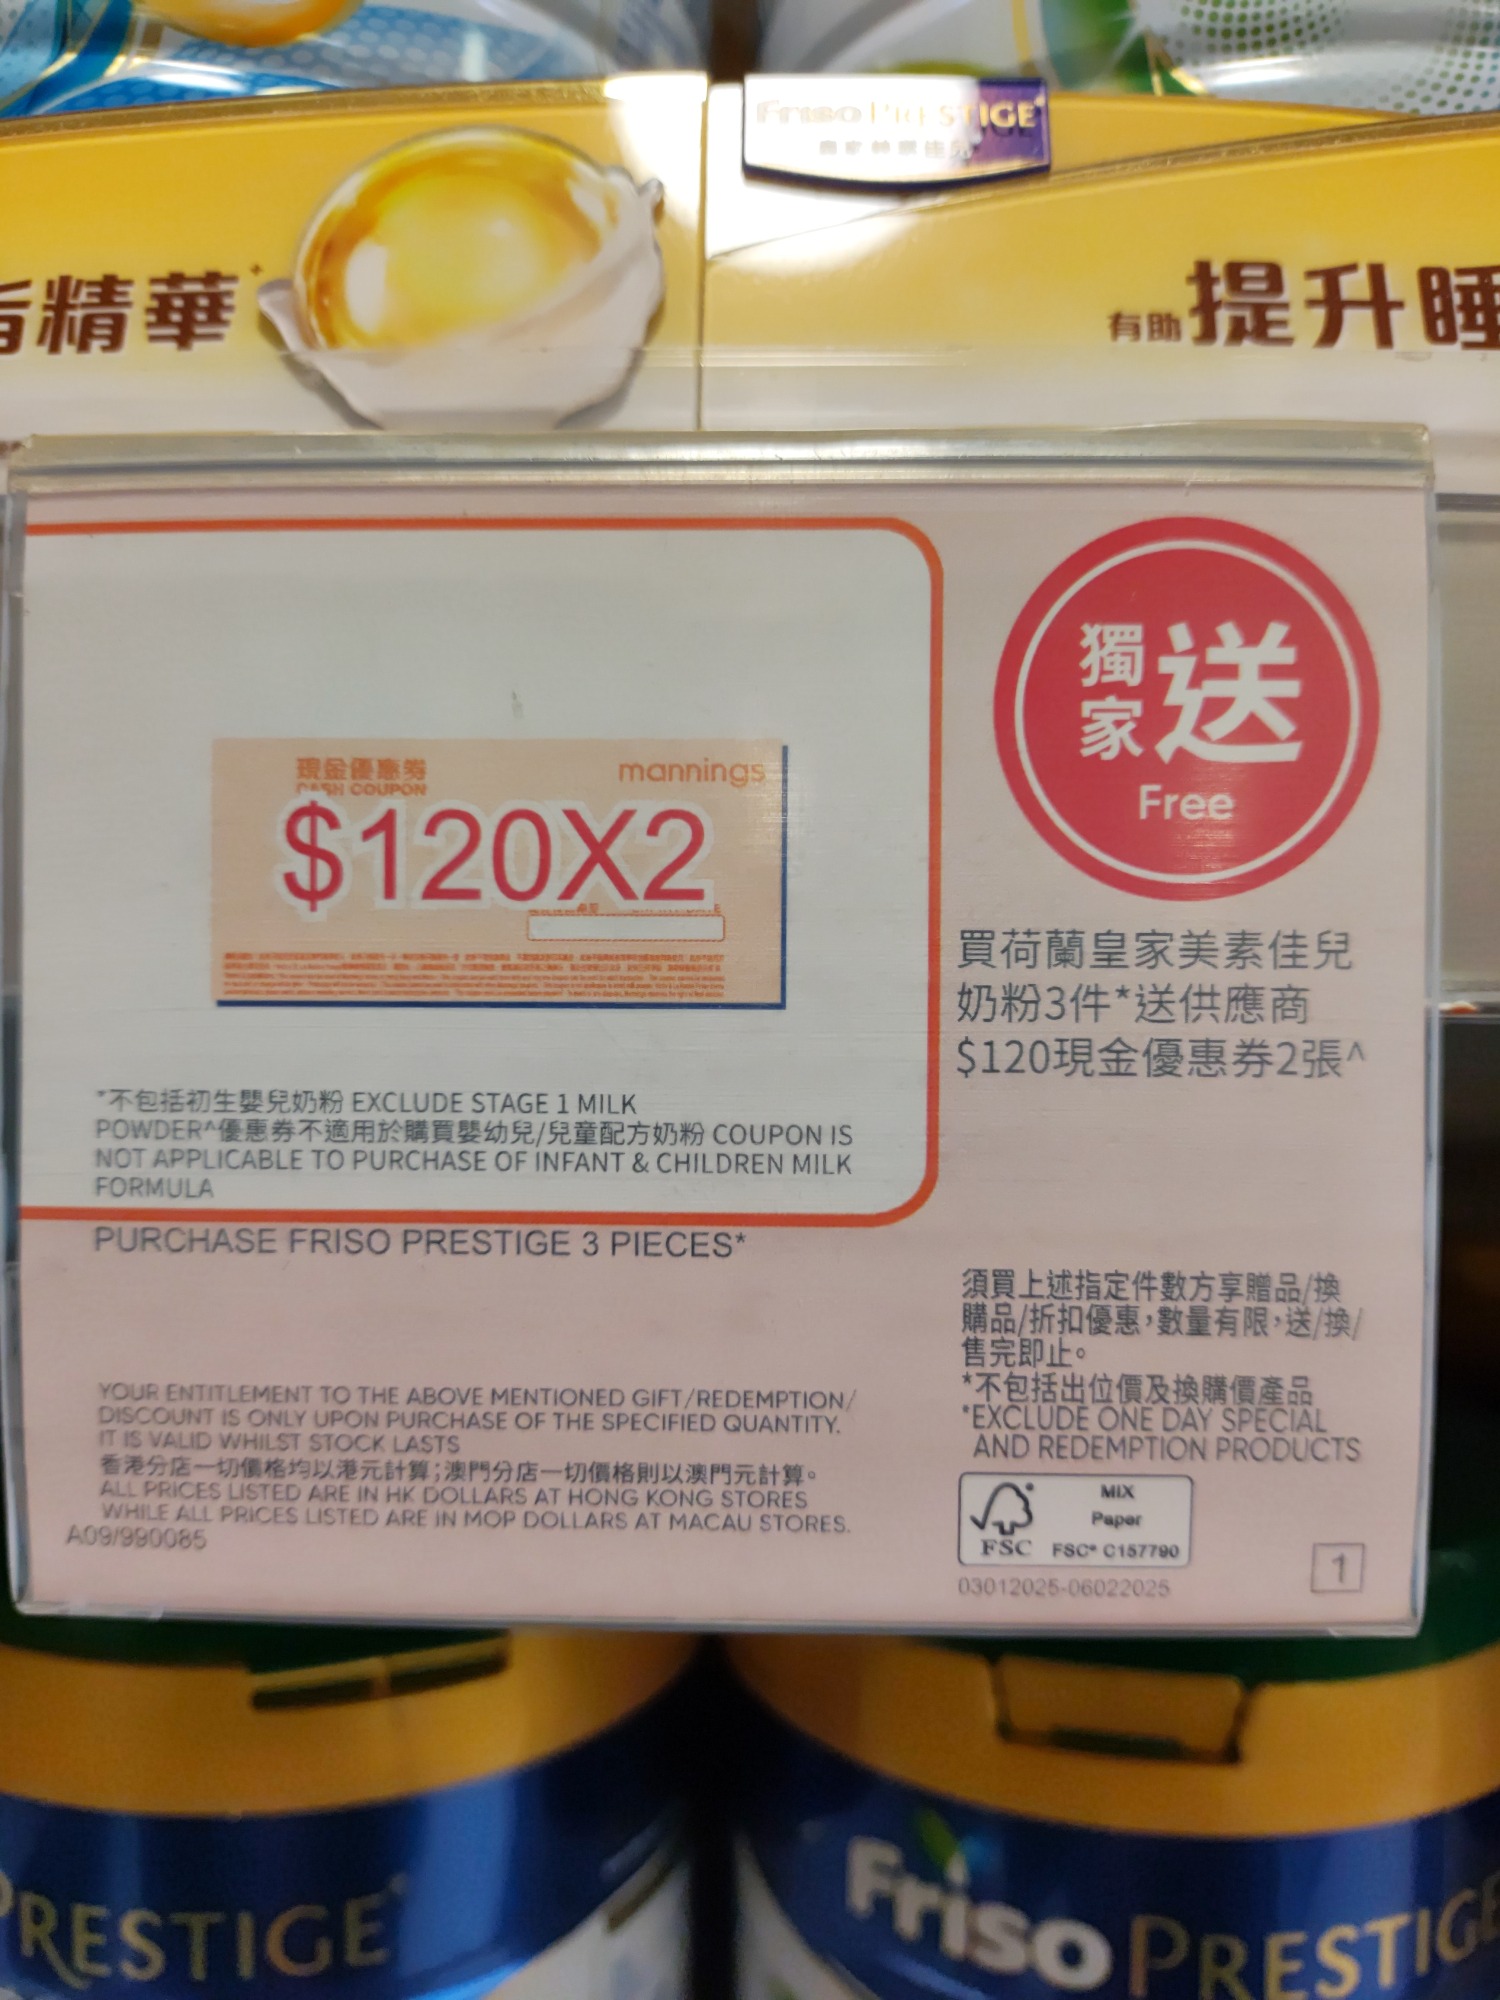 Friso PRESTIGE
精華
有助提升睡
獨家送
Free
現金優惠券
CASH COUPON
mannings
$120X2
買荷蘭皇家美素佳兒
奶粉3件*送供應商
$120現金優惠券2張^
*不包括初生嬰兒奶粉 EXCLUDE STAGE 1 MILK
POWDER^優惠券不適用於購買嬰幼兒/兒童配方奶粉 COUPON IS
NOT APPLICABLE TO PURCHASE OF INFANT & CHILDREN MILK
FORMULA
PURCHASE FRISO PRESTIGE 3 PIECES*
須買上述指定件數方享贈品/換
購品/折扣優惠，數量有限，送/換/
售完即止。
*不包括出位價及換購價產品
*EXCLUDE ONE DAY SPECIAL
AND REDEMPTION PRODUCTS
YOUR ENTITLEMENT TO THE ABOVE MENTIONED GIFT/REDEMPTION/
DISCOUNT IS ONLY UPON PURCHASE OF THE SPECIFIED QUANTITY.
IT IS VALID WHILST STOCK LASTS
香港分店一切價格均以港元計算；澳門分店一切價格則以澳門元計算。
ALL PRICES LISTED ARE IN HK DOLLARS AT HONG KONG STORES
WHILE ALL PRICES LISTED ARE IN MOP DOLLARS AT MACAU STORES.
A09/990085
MIX
Paper
FSC
FSC® C157790
03012025-06022025
1
PRESTIGE
Friso PRESTIGE